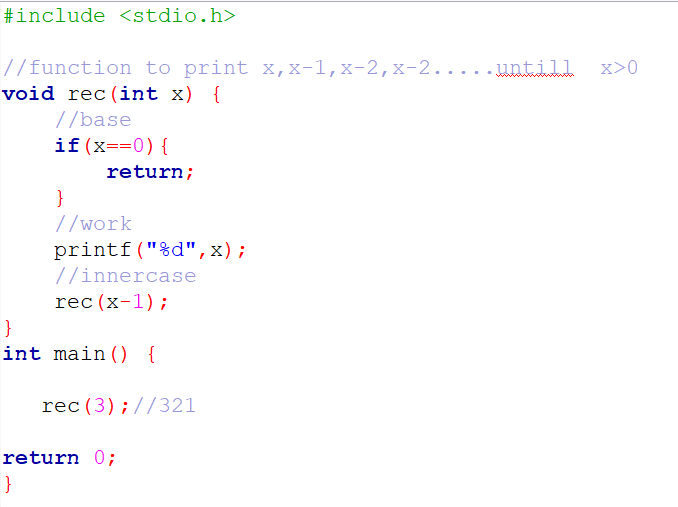 #include <stdio.h>
//function to print x,x-1,x-2,x-2.....untill  x>0
void rec(int x) {
    //base
    if(x==0){
        return;
    }
    //work
    printf("%d",x);
    //innercase
    rec(x-1);
}
int main() {
   rec(3);//321
return 0;
}